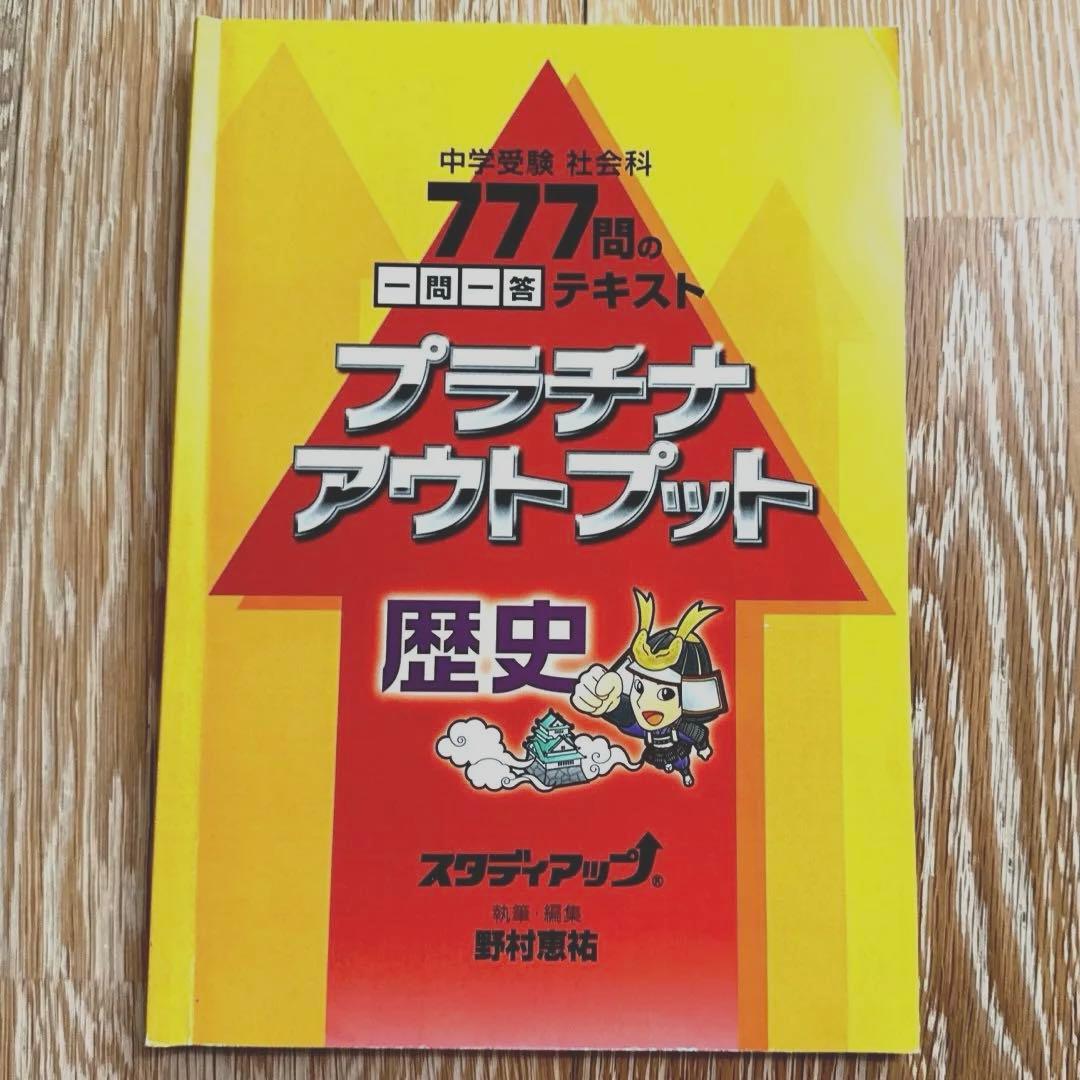 中学受験 社会科
777問の
一問一答 テキスト
プラチナ
アウトプット
歴史
スタディアップ®
執筆・編集
野村恵祐